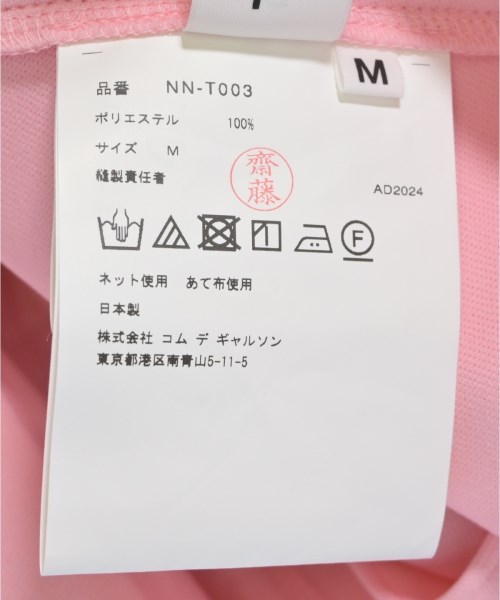 M
品番 NN-T003
ポリエステル 100%
サイズ M
縫製責任者
齋藤
AD2024
F
ネット使用 あて布使用
日本製
株式会社 コム デ ギャルソン
東京都港区南青山5-11-5